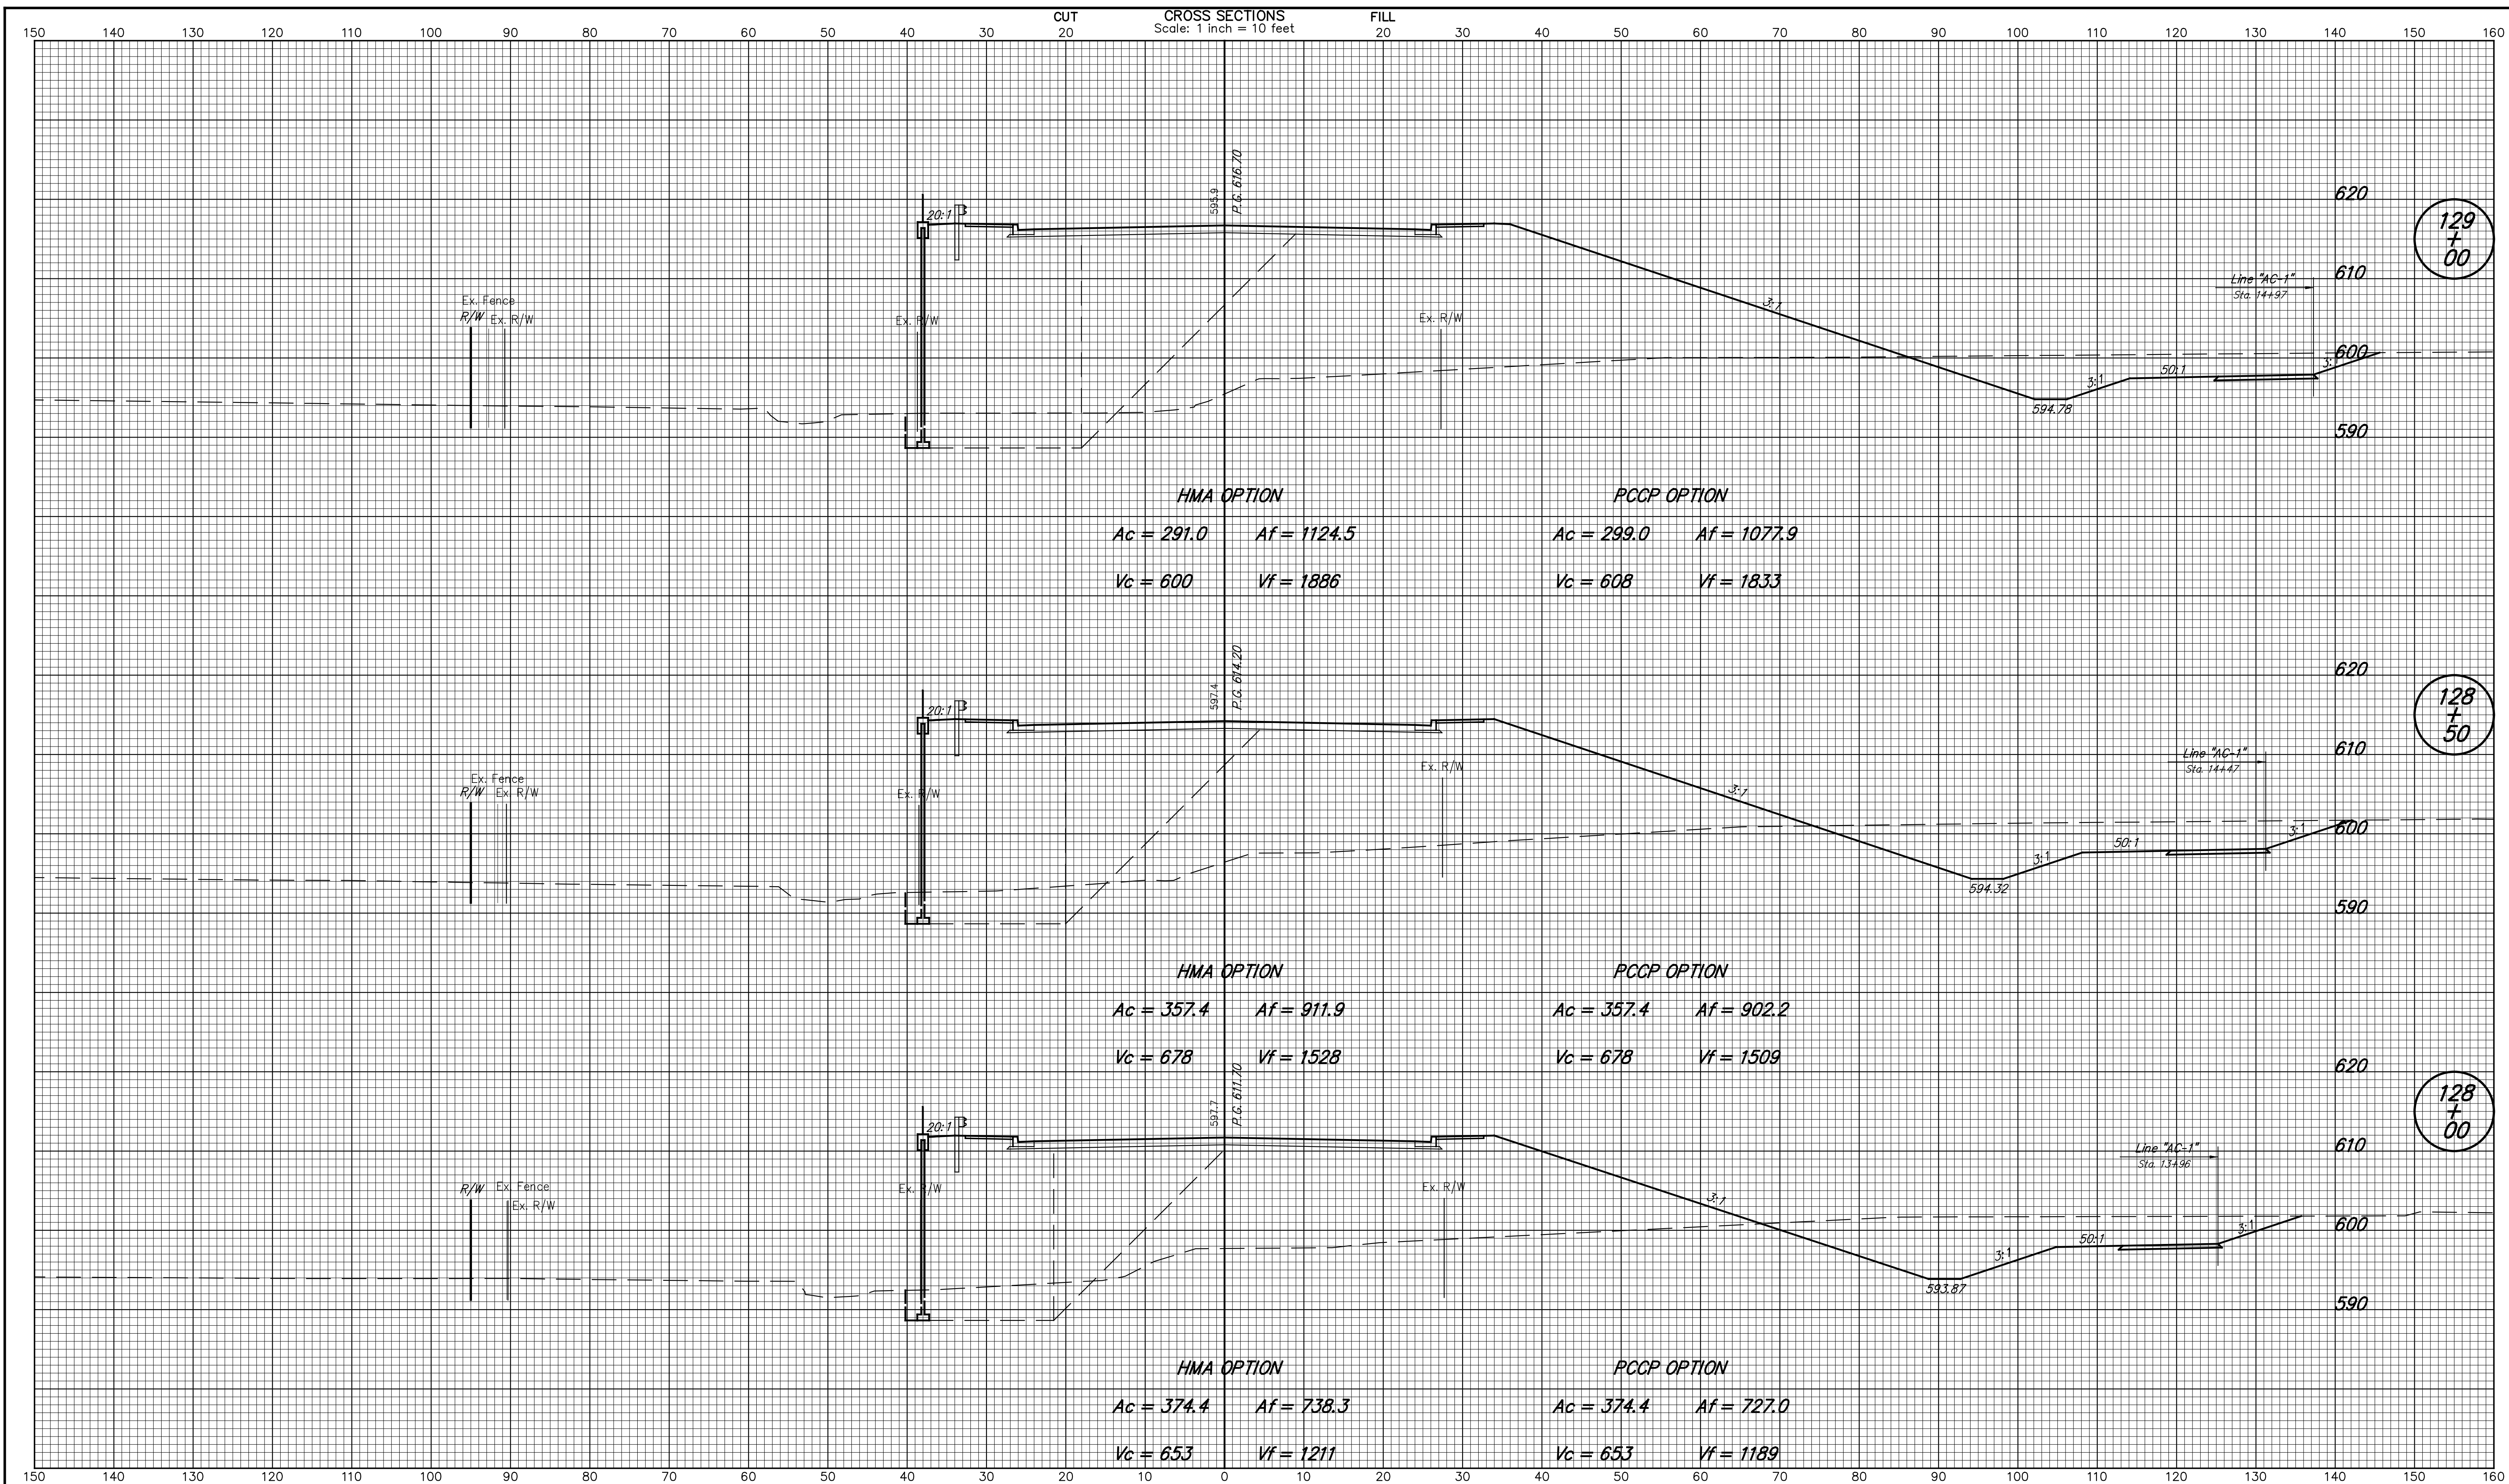 CUT CROSS SECTIONS FILL
Scale: 1 inch = 10 feet
150 140 130 120 110 100 90 80 70 60 50 40 30 20 10 0 10 20 30 40 50 60 70 80 90 100 110 120 130 140 150 160
595.9
P.G. 616.70
620
129
+
00
20:1
610
Line "AC-1"
Sta. 14+97
3:1
Ex. Fence
R/W Ex. R/W
Ex. R/W
Ex. R/W
600
3:1
50:1
3:1
594.78
590
HMA OPTION PCCP OPTION
Ac = 291.0 Af = 1124.5 Ac = 299.0 Af = 1077.9
Vc = 600 Vf = 1886 Vc = 608 Vf = 1833
597.4
P.G. 614.20
620
128
+
50
20:1
610
Line "AC-1"
Sta. 14+47
Ex. R/W
Ex. Fence
R/W Ex. R/W
Ex. R/W
3:1
600
3:1
50:1
3:1
594.32
590
HMA OPTION PCCP OPTION
Ac = 357.4 Af = 911.9 Ac = 357.4 Af = 902.2
Vc = 678 Vf = 1528 Vc = 678 Vf = 1509
597.7
P.G. 611.70
620
128
+
00
20:1
610
Line "AC-1"
Sta. 13+96
R/W Ex. Fence
Ex. R/W
Ex. R/W
Ex. R/W
3:1
600
3:1
50:1
3:1
593.87
590
HMA OPTION PCCP OPTION
Ac = 374.4 Af = 738.3 Ac = 374.4 Af = 727.0
Vc = 653 Vf = 1211 Vc = 653 Vf = 1189
150 140 130 120 110 100 90 80 70 60 50 40 30 20 10 0 10 20 30 40 50 60 70 80 90 100 110 120 130 140 150 160